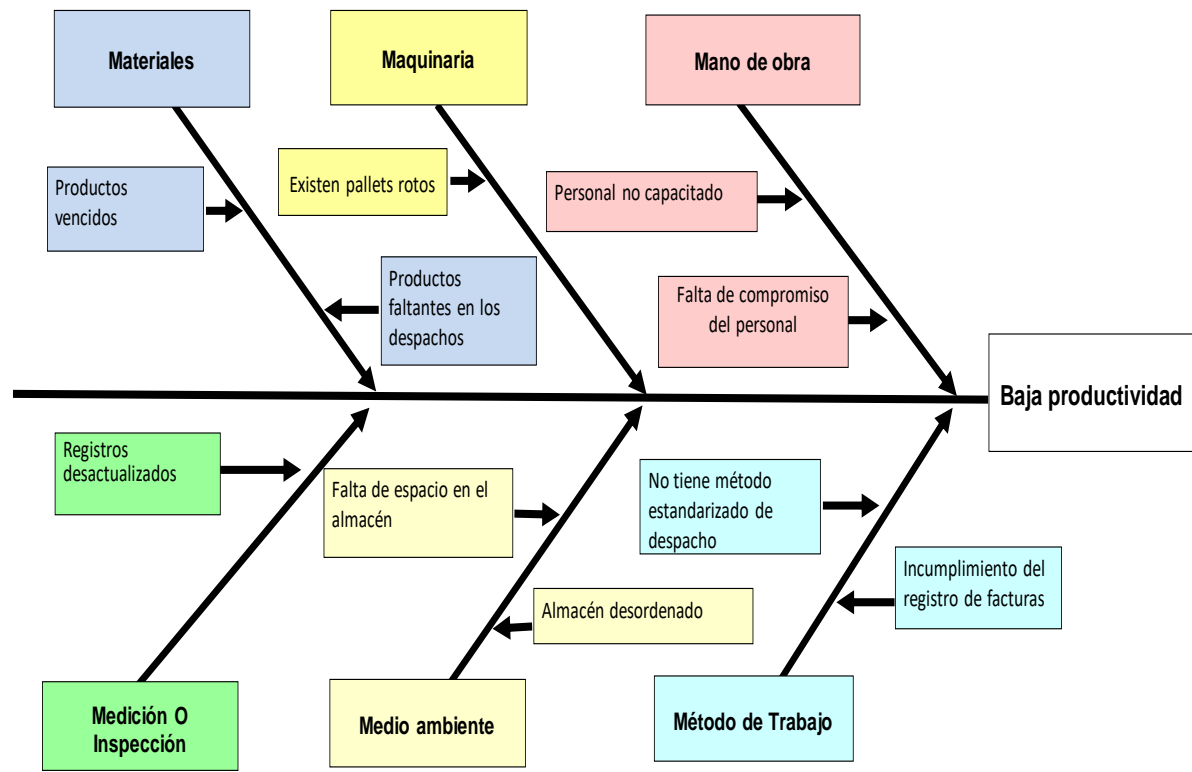 Materiales
Maquinaria
Mano de obra
Productos
vencidos
Existen pallets rotos
Personal no capacitado
Productos
faltantes en los
despachos
Falta de compromiso
del personal
Baja productividad
Registros
desactualizados
Falta de espacio en el
almacén
No tiene método
estandarizado de
despacho
Incumplimiento del
registro de facturas
Almacén desordenado
Medición O
Inspección
Medio ambiente
Método de Trabajo